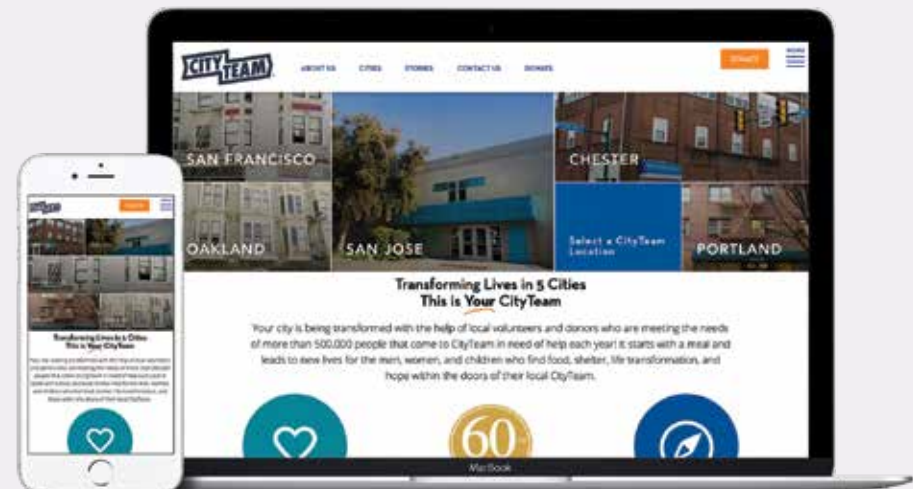 CITY TEAM
ABOUT US CITIES STORIES CONTACT US DONATE
DONATE
SAN FRANCISCO
CHESTER
OAKLAND
SAN JOSE
Select a CityTeam
Location
PORTLAND
Transforming Lives in 5 Cities
This is Your CityTeam
Your city is being transformed with the help of local volunteers and donors who are meeting the needs
of more than 500,000 people that come to CityTeam in need of help each year! It starts with a meal and
leads to new lives for the men, women, and children who find food, shelter, life transformation, and
hope within the doors of their local CityTeam.
60
MacBook
Transforming Lives in 5 Cities
This is Your CityTeam